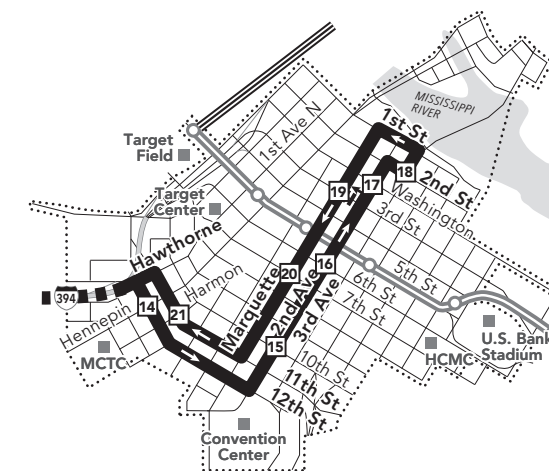 MISSISSIPPI
RIVER
1st St
1st Ave N
Target
Field
18
2nd St
19
17
Washington
Target
Center
3rd St
Hawthorne
16
5th St
20
6th St
7th St
Harmon
394
14
21
Marquette
2nd Ave
3rd Ave
Hennepin
U.S. Bank
Stadium
15
HCMC
MCTC
10th St
11th St
12th St
Convention
Center